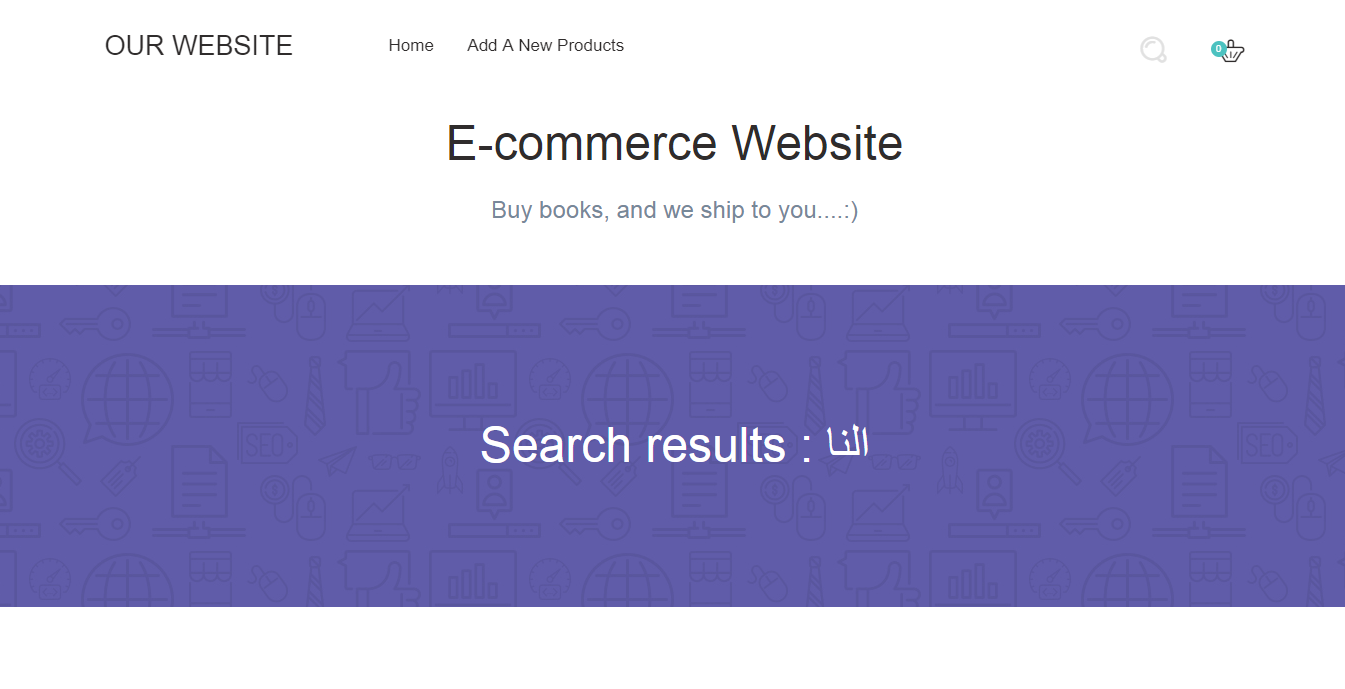 OUR WEBSITE
Home
Add A New Products
0
E-commerce Website
Buy books, and we ship to you....:)
SEO
SEO
Search results : النا